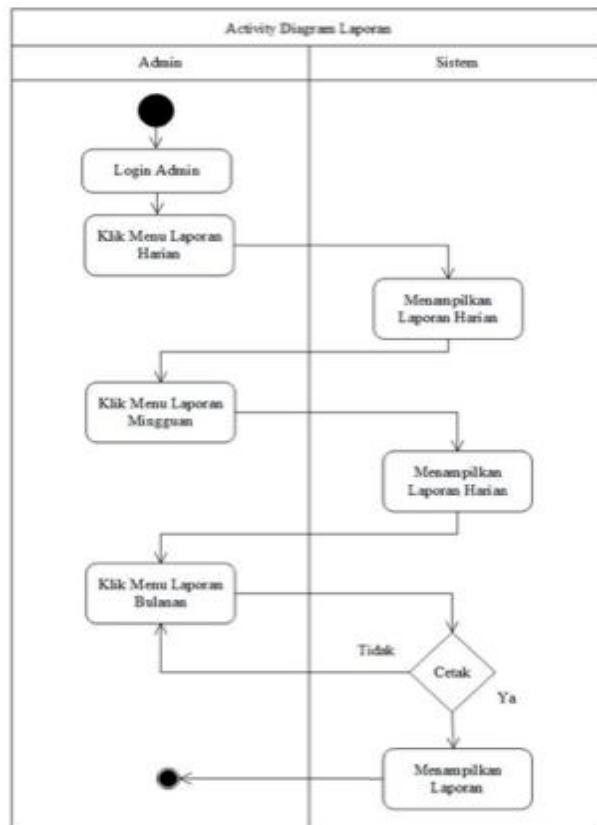 Activity Diagram Laporan
Admin
Sistem
Login Admin
Klik Menu Laporan
Harian
Menampilkan
Laporan Harian
Klik Menu Laporan
Mingguan
Menampilkan
Laporan Harian
Klik Menu Laporan
Bulanan
Tidak
Cetak
Ya
Menampilkan
Laporan